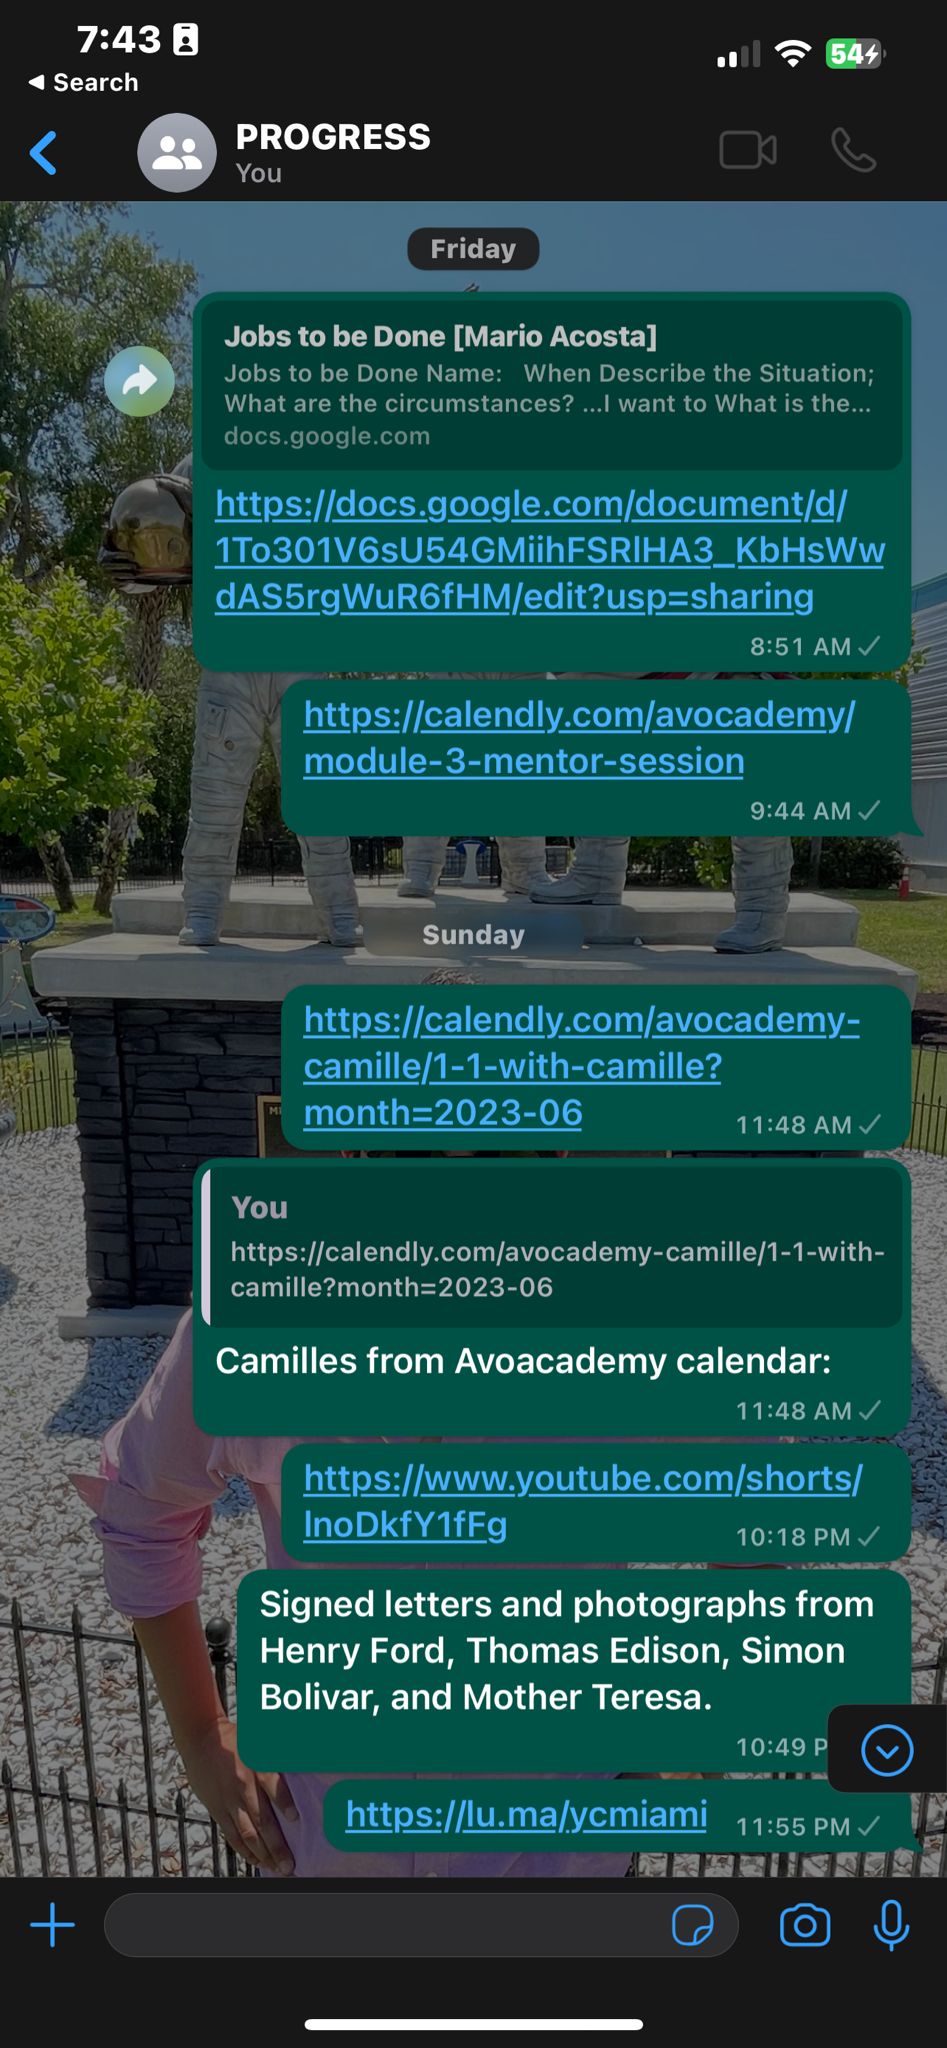 7:43
54
Search
PROGRESS
You
Friday
Jobs to be Done [Mario Acosta]
Jobs to be Done Name:   When Describe the Situation;
What are the circumstances? ...I want to What is the...
docs.google.com
https://docs.google.com/document/d/
1To301V6sU54GMiihFSRlHA3_KbHsWw
dAS5rgWuR6fHM/edit?usp=sharing
8:51 AM
https://calendly.com/avocademy/
module-3-mentor-session
9:44 AM
Sunday
https://calendly.com/avocademy-
camille/1-1-with-camille?
month=2023-06
11:48 AM
You
https://calendly.com/avocademy-camille/1-1-with-
camille?month=2023-06
Camilles from Avoacademy calendar:
11:48 AM
https://www.youtube.com/shorts/
lnoDkfY1fFg
10:18 PM
Signed letters and photographs from
Henry Ford, Thomas Edison, Simon
Bolivar, and Mother Teresa.
10:49 P
https://lu.ma/ycmiami
11:55 PM